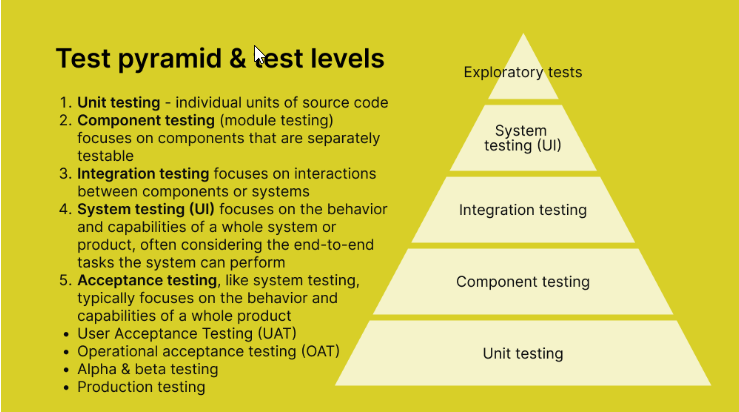 Test pyramid & test levels
1. Unit testing - individual units of source code
2. Component testing (module testing)
focuses on components that are separately
testable
3. Integration testing focuses on interactions
between components or systems
4. System testing (UI) focuses on the behavior
and capabilities of a whole system or
product, often considering the end-to-end
tasks the system can perform
5. Acceptance testing, like system testing,
typically focuses on the behavior and
capabilities of a whole product
• User Acceptance Testing (UAT)
• Operational acceptance testing (OAT)
• Alpha & beta testing
• Production testing
Exploratory tests
System
testing (UI)
Integration testing
Component testing
Unit testing